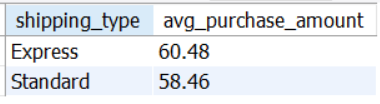 shipping_type avg_purchase_amount
Express 60.48
Standard 58.46